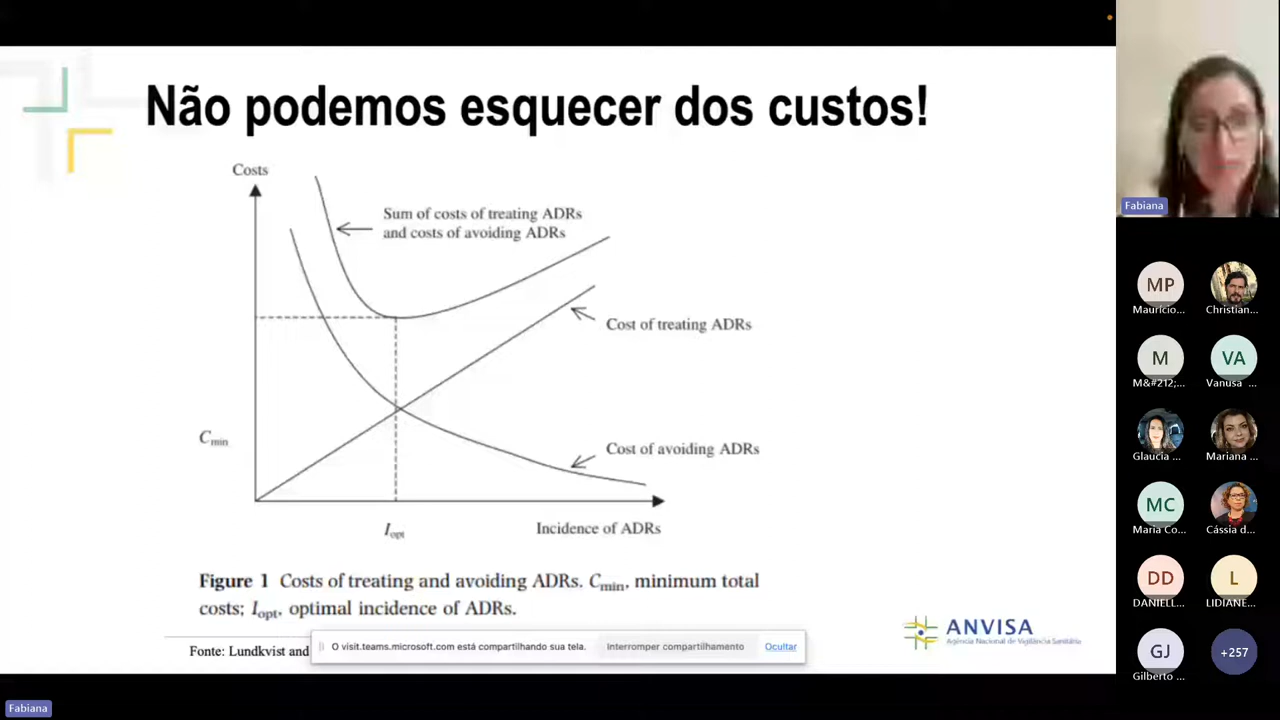 Não podemos esquecer dos custos!
Costs
Sum of costs of treating ADRs
and costs of avoiding ADRs
Cost of treating ADRs
Cost of avoiding ADRs
Cmin
Iopt
Incidence of ADRs
Figure 1 Costs of treating and avoiding ADRs. Cmin, minimum total
costs; Iopt, optimal incidence of ADRs.
Fonte: Lundkvist and
O visit.teams.microsoft.com está compartilhando sua tela.
Interromper compartilhamento
Ocultar
ANVISA
Agência Nacional de Vigilância Sanitária
Fabiana
MP
Maurício...
Christian...
M
M&#212;...
VA
Vanusa ...
Glaucia ...
Mariana ...
MC
Maria Co...
Cássia d...
DD
DANIELL...
L
LIDIANE...
GJ
Gilberto ...
+257
Fabiana